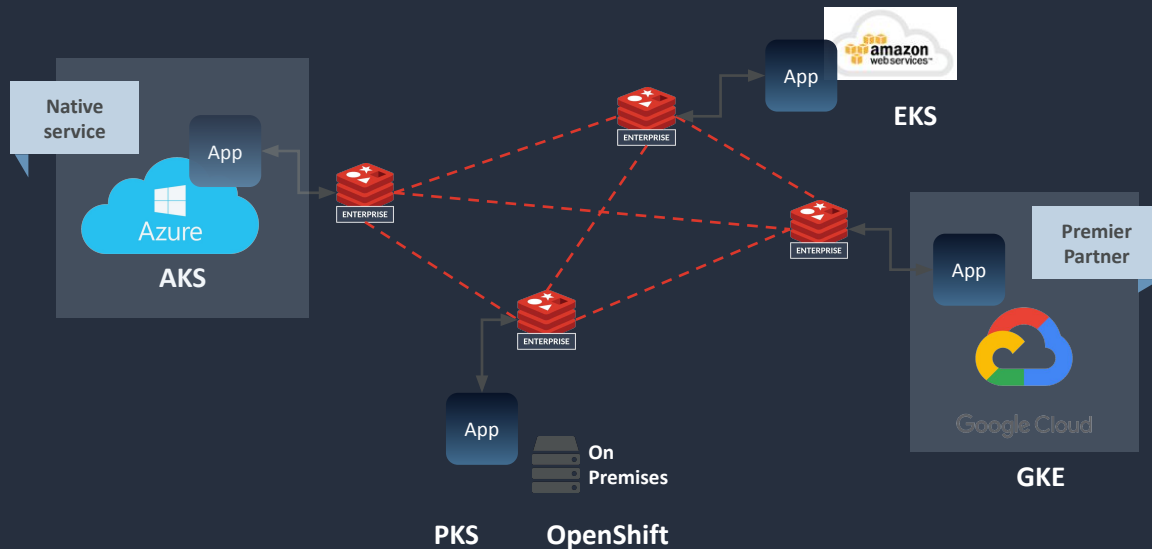 Native
service
App
Azure
AKS
ENTERPRISE
ENTERPRISE
App
amazon
web services™
EKS
ENTERPRISE
App
Premier
Partner
Google Cloud
GKE
ENTERPRISE
App
On
Premises
PKS
OpenShift